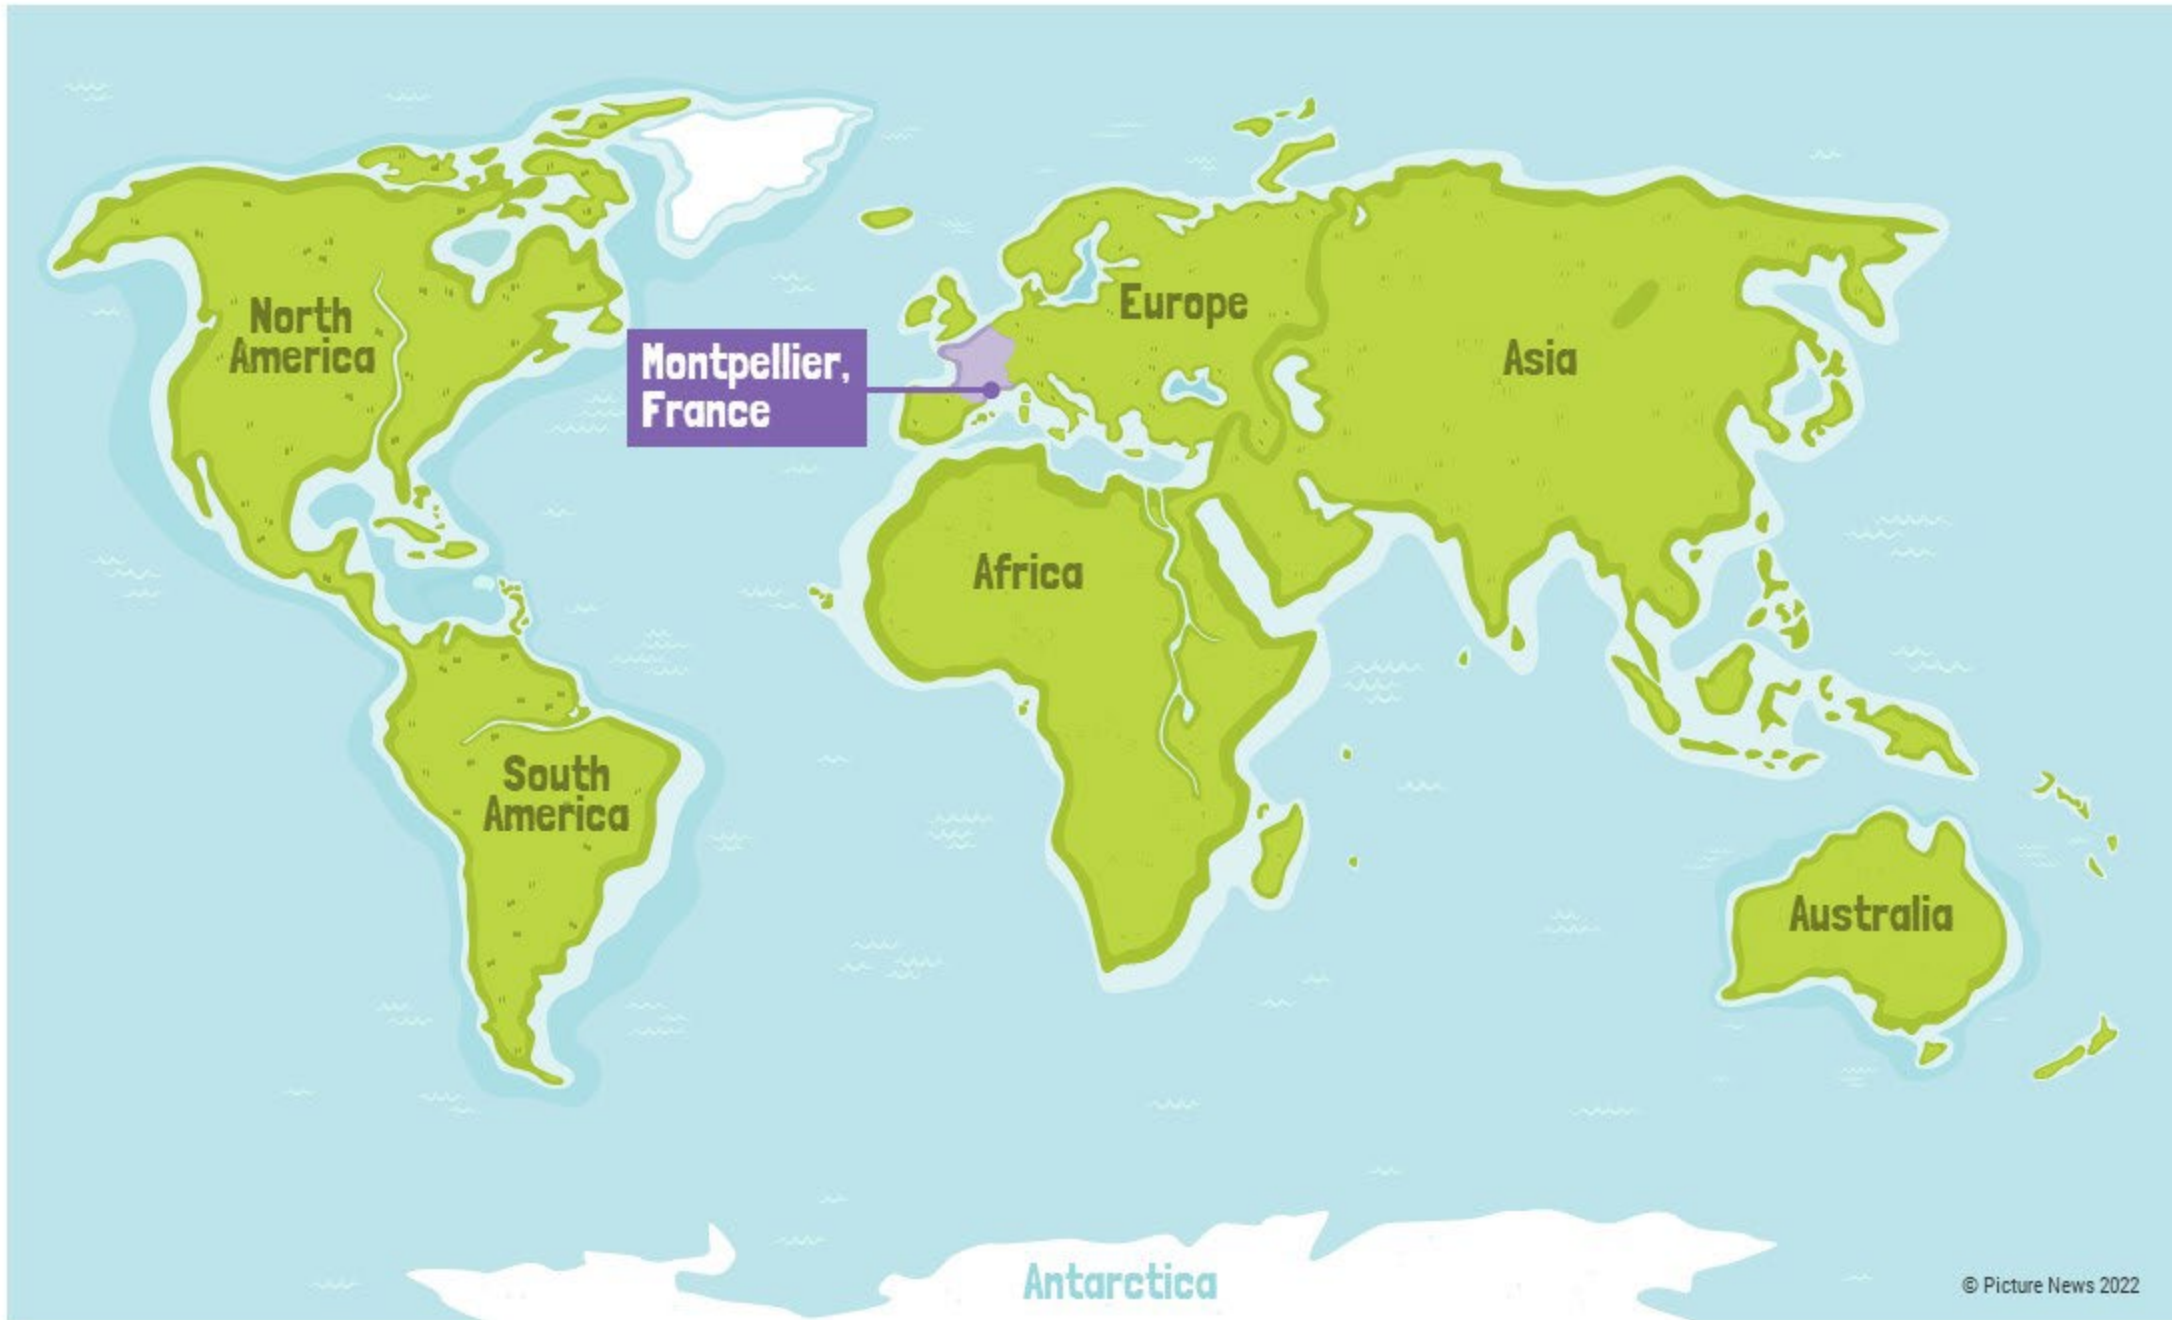 North
America
Montpellier,
France
Europe
Asia
Africa
South
America
Australia
Antarctica
© Picture News 2022